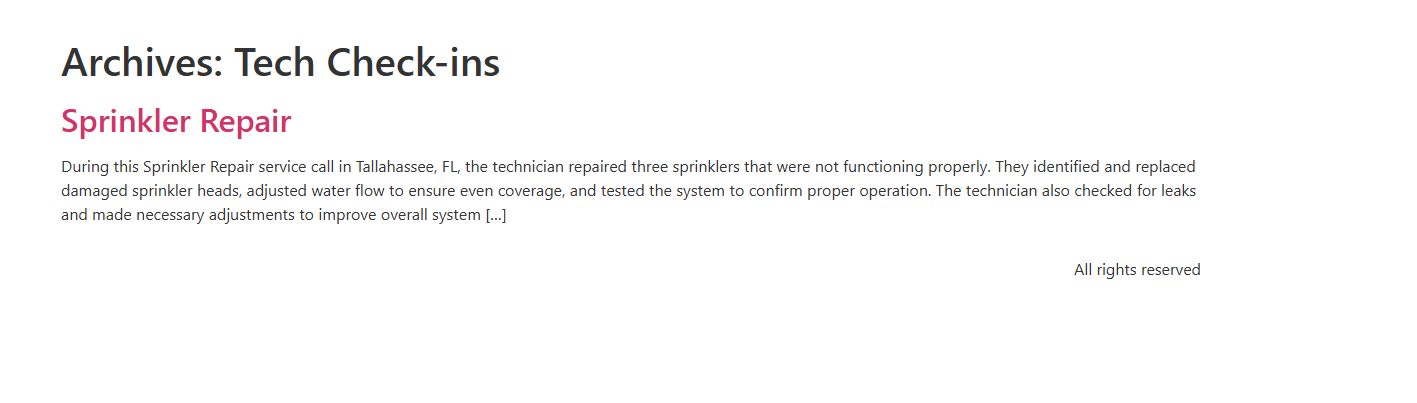 Archives: Tech Check-ins
Sprinkler Repair
During this Sprinkler Repair service call in Tallahassee, FL, the technician repaired three sprinklers that were not functioning properly. They identified and replaced
damaged sprinkler heads, adjusted water flow to ensure even coverage, and tested the system to confirm proper operation. The technician also checked for leaks
and made necessary adjustments to improve overall system [...]
All rights reserved